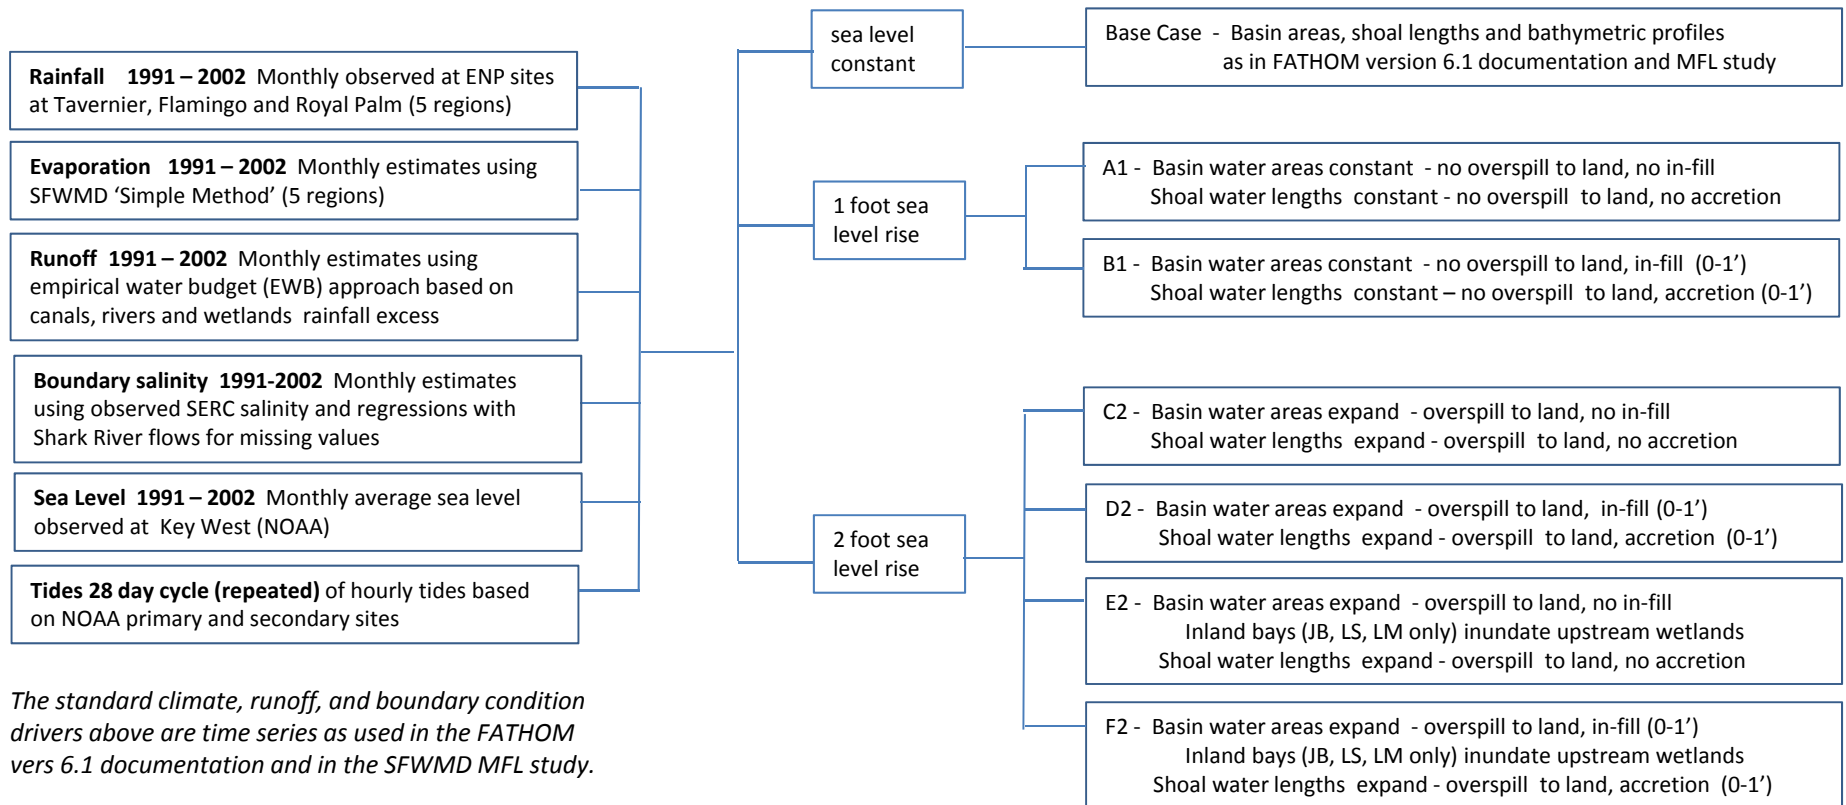 Rainfall 1991 – 2002 Monthly observed at ENP sites
at Tavernier, Flamingo and Royal Palm (5 regions)
Evaporation 1991 – 2002 Monthly estimates using
SFWMD ‘Simple Method’ (5 regions)
Runoff 1991 – 2002 Monthly estimates using
empirical water budget (EWB) approach based on
canals, rivers and wetlands rainfall excess
Boundary salinity 1991-2002 Monthly estimates
using observed SERC salinity and regressions with
Shark River flows for missing values
Sea Level 1991 – 2002 Monthly average sea level
observed at Key West (NOAA)
Tides 28 day cycle (repeated) of hourly tides based
on NOAA primary and secondary sites
The standard climate, runoff, and boundary condition
drivers above are time series as used in the FATHOM
vers 6.1 documentation and in the SFWMD MFL study.
sea level
constant
Base Case - Basin areas, shoal lengths and bathymetric profiles
as in FATHOM version 6.1 documentation and MFL study
1 foot sea
level rise
A1 - Basin water areas constant - no overspill to land, no in-fill
Shoal water lengths constant - no overspill to land, no accretion
B1 - Basin water areas constant - no overspill to land, in-fill (0-1’)
Shoal water lengths constant – no overspill to land, accretion (0-1’)
2 foot sea
level rise
C2 - Basin water areas expand - overspill to land, no in-fill
Shoal water lengths expand - overspill to land, no accretion
D2 - Basin water areas expand - overspill to land, in-fill (0-1’)
Shoal water lengths expand - overspill to land, accretion (0-1’)
E2 - Basin water areas expand - overspill to land, no in-fill
Inland bays (JB, LS, LM only) inundate upstream wetlands
Shoal water lengths expand - overspill to land, no accretion
F2 - Basin water areas expand - overspill to land, in-fill (0-1’)
Inland bays (JB, LS, LM only) inundate upstream wetlands
Shoal water lengths expand - overspill to land, accretion (0-1’)